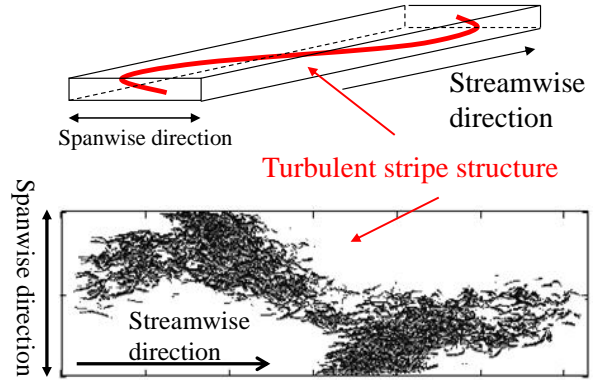 Streamwise
direction
Spanwise direction
Turbulent stripe structure
Spanwise direction
Streamwise
direction